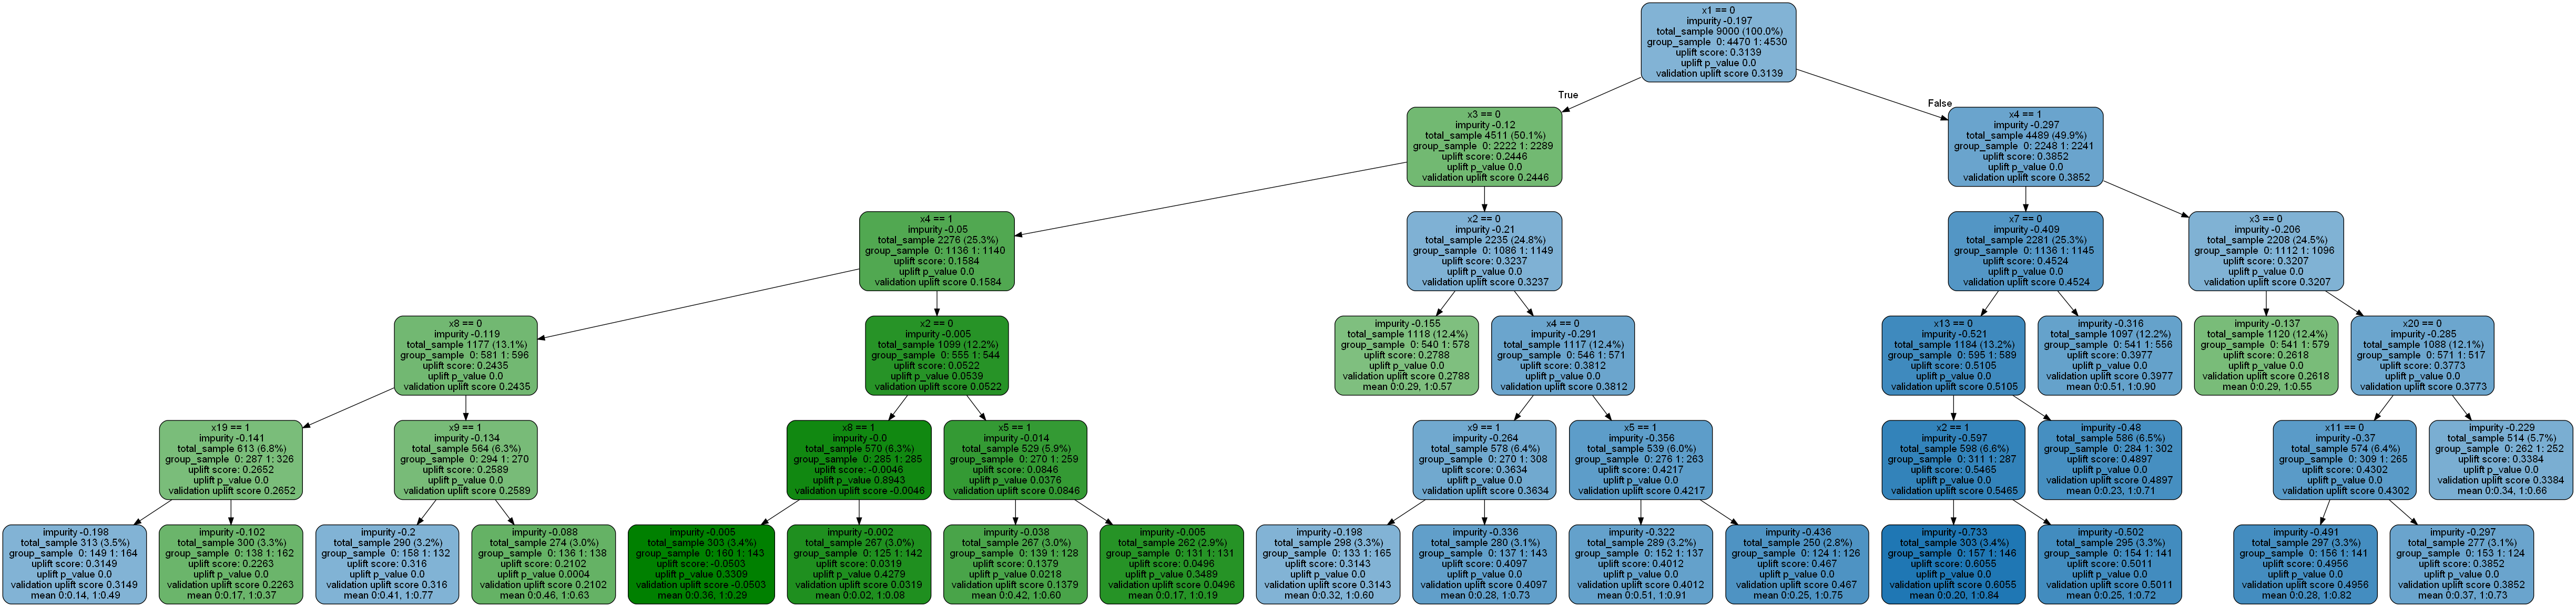 x1 == 0
impurity -0.197
total_sample 9000 (100.0%)
group_sample 0: 4470 1: 4530
uplift score: 0.3139
uplift p_value 0.0
validation uplift score 0.3139
True
False
x3 == 0
impurity -0.12
total_sample 4511 (50.1%)
group_sample 0: 2222 1: 2289
uplift score: 0.2446
uplift p_value 0.0
validation uplift score 0.2446
x4 == 1
impurity -0.297
total_sample 4489 (49.9%)
group_sample 0: 2248 1: 2241
uplift score: 0.3852
uplift p_value 0.0
validation uplift score 0.3852
x4 == 1
impurity -0.05
total_sample 2276 (25.3%)
group_sample 0: 1136 1: 1140
uplift score: 0.1584
uplift p_value 0.0
validation uplift score 0.1584
x2 == 0
impurity -0.21
total_sample 2235 (24.8%)
group_sample 0: 1086 1: 1149
uplift score: 0.3237
uplift p_value 0.0
validation uplift score 0.3237
x7 == 0
impurity -0.409
total_sample 2281 (25.3%)
group_sample 0: 1136 1: 1145
uplift score: 0.4524
uplift p_value 0.0
validation uplift score 0.4524
x3 == 0
impurity -0.206
total_sample 2208 (24.5%)
group_sample 0: 1112 1: 1096
uplift score: 0.3207
uplift p_value 0.0
validation uplift score 0.3207
x8 == 0
impurity -0.119
total_sample 1177 (13.1%)
group_sample 0: 581 1: 596
uplift score: 0.2435
uplift p_value 0.0
validation uplift score 0.2435
x2 == 0
impurity -0.005
total_sample 1099 (12.2%)
group_sample 0: 555 1: 544
uplift score: 0.0522
uplift p_value 0.0539
validation uplift score 0.0522
impurity -0.155
total_sample 1118 (12.4%)
group_sample 0: 540 1: 578
uplift score: 0.2788
uplift p_value 0.0
validation uplift score 0.2788
mean 0:0.29, 1:0.57
x4 == 0
impurity -0.291
total_sample 1117 (12.4%)
group_sample 0: 546 1: 571
uplift score: 0.3812
uplift p_value 0.0
validation uplift score 0.3812
x13 == 0
impurity -0.521
total_sample 1184 (13.2%)
group_sample 0: 595 1: 589
uplift score: 0.5105
uplift p_value 0.0
validation uplift score 0.5105
impurity -0.316
total_sample 1097 (12.2%)
group_sample 0: 541 1: 556
uplift score: 0.3977
uplift p_value 0.0
validation uplift score 0.3977
mean 0:0.51, 1:0.90
impurity -0.137
total_sample 1120 (12.4%)
group_sample 0: 541 1: 579
uplift score: 0.2618
uplift p_value 0.0
validation uplift score 0.2618
mean 0:0.29, 1:0.55
x20 == 0
impurity -0.285
total_sample 1088 (12.1%)
group_sample 0: 571 1: 517
uplift score: 0.3773
uplift p_value 0.0
validation uplift score 0.3773
x19 == 1
impurity -0.141
total_sample 613 (6.8%)
group_sample 0: 287 1: 326
uplift score: 0.2652
uplift p_value 0.0
validation uplift score 0.2652
x9 == 1
impurity -0.134
total_sample 564 (6.3%)
group_sample 0: 294 1: 270
uplift score: 0.2589
uplift p_value 0.0
validation uplift score 0.2589
x8 == 1
impurity -0.0
total_sample 570 (6.3%)
group_sample 0: 285 1: 285
uplift score: -0.0046
uplift p_value 0.8943
validation uplift score -0.0046
x5 == 1
impurity -0.014
total_sample 529 (5.9%)
group_sample 0: 270 1: 259
uplift score: 0.0846
uplift p_value 0.0376
validation uplift score 0.0846
x9 == 1
impurity -0.264
total_sample 578 (6.4%)
group_sample 0: 270 1: 308
uplift score: 0.3634
uplift p_value 0.0
validation uplift score 0.3634
x5 == 1
impurity -0.356
total_sample 539 (6.0%)
group_sample 0: 276 1: 263
uplift score: 0.4217
uplift p_value 0.0
validation uplift score 0.4217
x2 == 1
impurity -0.597
total_sample 598 (6.6%)
group_sample 0: 311 1: 287
uplift score: 0.5465
uplift p_value 0.0
validation uplift score 0.5465
impurity -0.48
total_sample 586 (6.5%)
group_sample 0: 284 1: 302
uplift score: 0.4897
uplift p_value 0.0
validation uplift score 0.4897
mean 0:0.23, 1:0.71
x11 == 0
impurity -0.37
total_sample 574 (6.4%)
group_sample 0: 309 1: 265
uplift score: 0.4302
uplift p_value 0.0
validation uplift score 0.4302
impurity -0.229
total_sample 514 (5.7%)
group_sample 0: 262 1: 252
uplift score: 0.3384
uplift p_value 0.0
validation uplift score 0.3384
mean 0:0.34, 1:0.66
impurity -0.198
total_sample 313 (3.5%)
group_sample 0: 149 1: 164
uplift score: 0.3149
uplift p_value 0.0
validation uplift score 0.3149
mean 0:0.14, 1:0.49
impurity -0.102
total_sample 300 (3.3%)
group_sample 0: 138 1: 162
uplift score: 0.2263
uplift p_value 0.0
validation uplift score 0.2263
mean 0:0.17, 1:0.37
impurity -0.2
total_sample 290 (3.2%)
group_sample 0: 158 1: 132
uplift score: 0.316
uplift p_value 0.0
validation uplift score 0.316
mean 0:0.41, 1:0.77
impurity -0.088
total_sample 274 (3.0%)
group_sample 0: 136 1: 138
uplift score: 0.2102
uplift p_value 0.0004
validation uplift score 0.2102
mean 0:0.46, 1:0.63
impurity -0.005
total_sample 303 (3.4%)
group_sample 0: 160 1: 143
uplift score: -0.0503
uplift p_value 0.3309
validation uplift score -0.0503
mean 0:0.36, 1:0.29
impurity -0.002
total_sample 267 (3.0%)
group_sample 0: 125 1: 142
uplift score: 0.0319
uplift p_value 0.4279
validation uplift score 0.0319
mean 0:0.02, 1:0.08
impurity -0.038
total_sample 267 (3.0%)
group_sample 0: 139 1: 128
uplift score: 0.1379
uplift p_value 0.0218
validation uplift score 0.1379
mean 0:0.42, 1:0.60
impurity -0.005
total_sample 262 (2.9%)
group_sample 0: 131 1: 131
uplift score: 0.0496
uplift p_value 0.3489
validation uplift score 0.0496
mean 0:0.17, 1:0.19
impurity -0.198
total_sample 298 (3.3%)
group_sample 0: 133 1: 165
uplift score: 0.3143
uplift p_value 0.0
validation uplift score 0.3143
mean 0:0.32, 1:0.60
impurity -0.336
total_sample 280 (3.1%)
group_sample 0: 137 1: 143
uplift score: 0.4097
uplift p_value 0.0
validation uplift score 0.4097
mean 0:0.28, 1:0.73
impurity -0.322
total_sample 289 (3.2%)
group_sample 0: 152 1: 137
uplift score: 0.4012
uplift p_value 0.0
validation uplift score 0.4012
mean 0:0.51, 1:0.91
impurity -0.436
total_sample 250 (2.8%)
group_sample 0: 124 1: 126
uplift score: 0.467
uplift p_value 0.0
validation uplift score 0.467
mean 0:0.25, 1:0.75
impurity -0.733
total_sample 303 (3.4%)
group_sample 0: 157 1: 146
uplift score: 0.6055
uplift p_value 0.0
validation uplift score 0.6055
mean 0:0.20, 1:0.84
impurity -0.502
total_sample 295 (3.3%)
group_sample 0: 154 1: 141
uplift score: 0.5011
uplift p_value 0.0
validation uplift score 0.5011
mean 0:0.25, 1:0.72
impurity -0.491
total_sample 297 (3.3%)
group_sample 0: 156 1: 141
uplift score: 0.4956
uplift p_value 0.0
validation uplift score 0.4956
mean 0:0.28, 1:0.82
impurity -0.297
total_sample 277 (3.1%)
group_sample 0: 153 1: 124
uplift score: 0.3852
uplift p_value 0.0
validation uplift score 0.3852
mean 0:0.37, 1:0.73